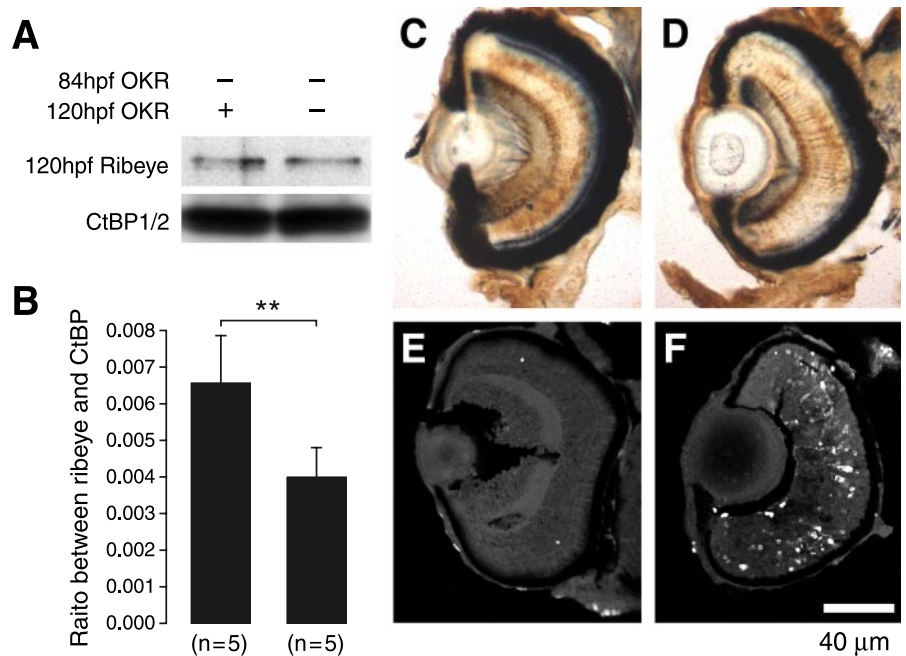 A
84hpf OKR − −
120hpf OKR + −
120hpf Ribeye
CtBP1/2
B
**
Raito between ribeye and CtBP
0.008
0.007
0.006
0.005
0.004
0.003
0.002
0.001
0.000
(n=5) (n=5)
C
D
E
F
40 µm